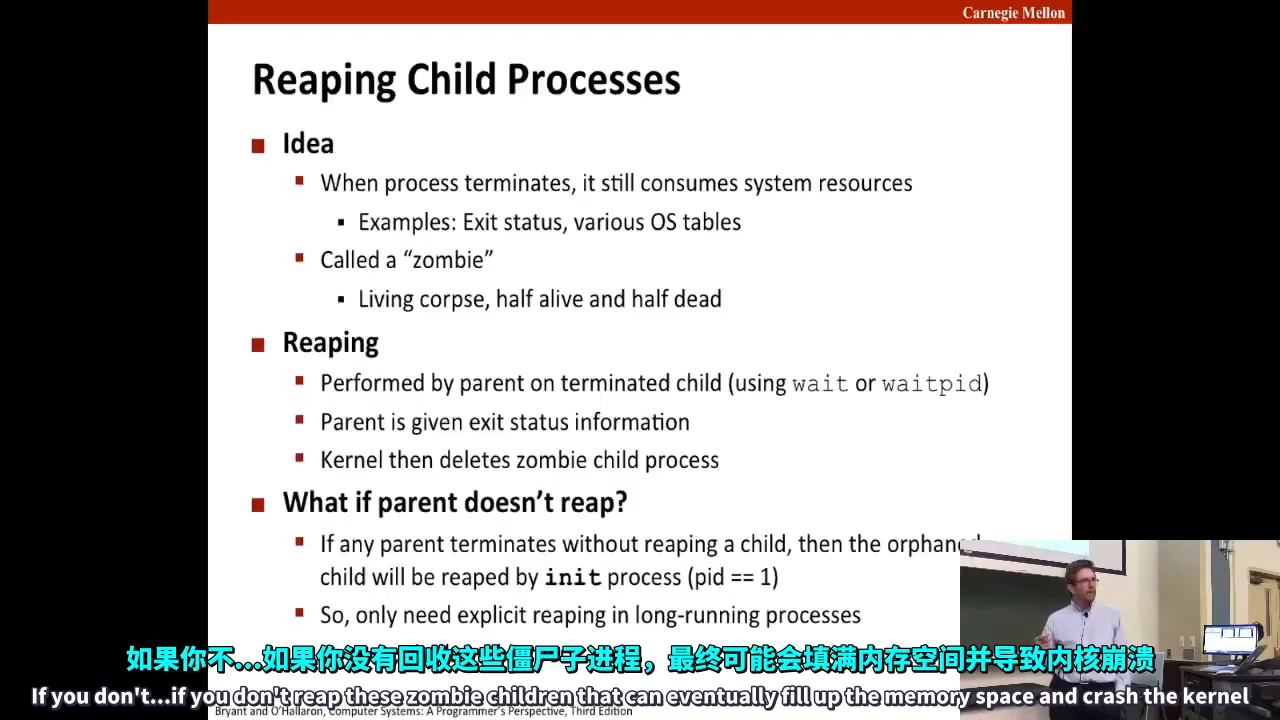 Carnegie Mellon
Reaping Child Processes
Idea
When process terminates, it still consumes system resources
Examples: Exit status, various OS tables
Called a “zombie”
Living corpse, half alive and half dead
Reaping
Performed by parent on terminated child (using wait or waitpid)
Parent is given exit status information
Kernel then deletes zombie child process
What if parent doesn’t reap?
If any parent terminates without reaping a child, then the
child will be reaped by init process (pid == 1)
So, only need explicit reaping in long-running processes
如果你不...如果你没有回收这些僵尸子进程，最终可能会填满内存空间并导致内核崩溃
If you don't...if you don't reap these zombie children that can eventually fill up the memory space and crash the kernel
Bryant and O’Hallaron, Computer Systems: A Programmer’s Perspective, Third Edition